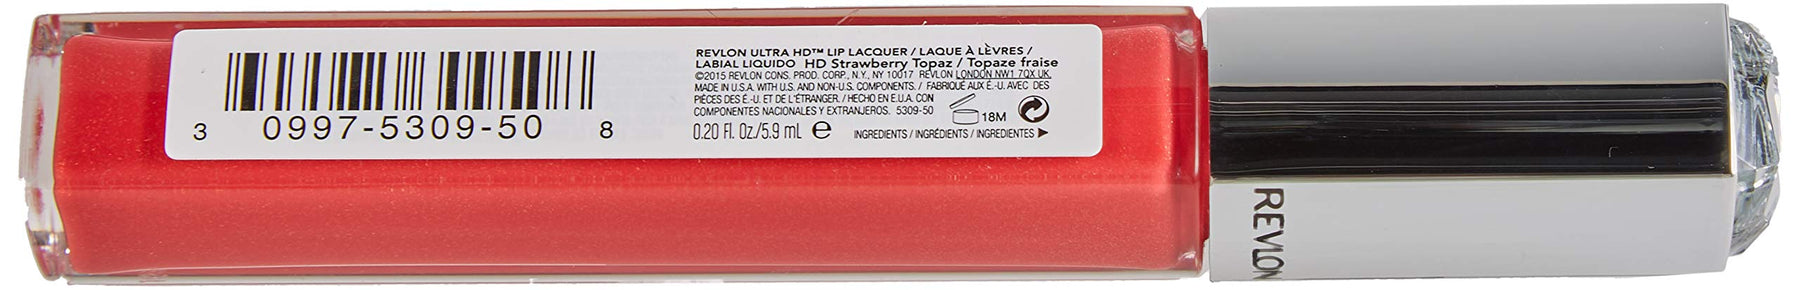 3 0997-5309-50 8
REVLON ULTRA HD™ LIP LACQUER / LAQUE À LÈVRES /
LABIAL LIQUIDO HD Strawberry Topaz / Topaze fraise
©2015 REVLON CONS. PROD. CORP., N.Y., NY 10017 REVLON LONDON NW1 7QX UK.
MADE IN U.S.A. WITH U.S. AND NON-U.S. COMPONENTS. / FABRIQUÉ AUX É.-U. AVEC DES
PIÈCES DES É.-U. ET DE L'ÉTRANGER. / HECHO EN E.U.A. CON
COMPONENTES NACIONALES Y EXTRANJEROS. 5309-50
18M
0.20 Fl. Oz./5.9 mL ℮ INGREDIENTS / INGRÉDIENTS / INGREDIENTES ▶
REVLON